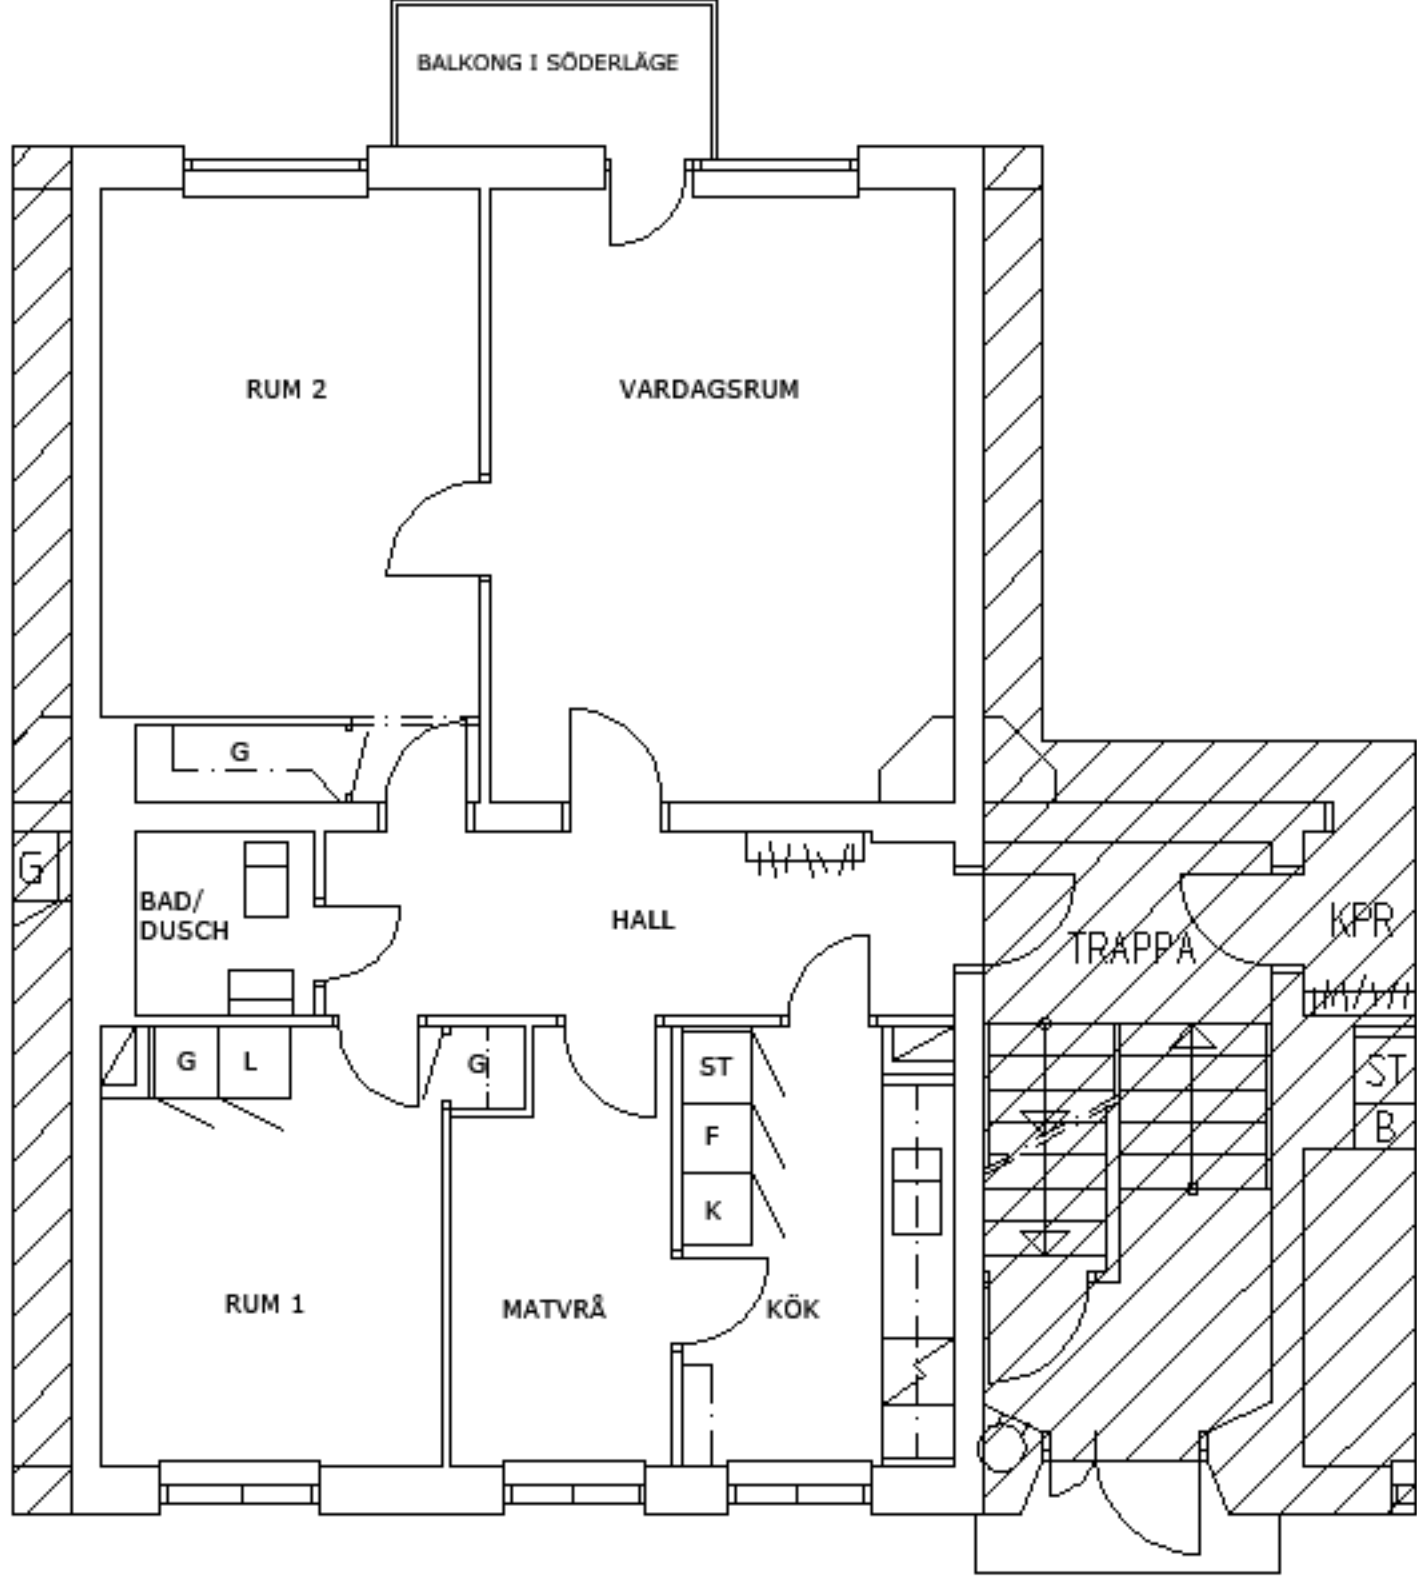 BALKONG I SÖDERLÄGE
RUM 2
VARDAGSRUM
G
G
BAD/
DUSCH
HALL
TRAPPA
KPR
G
L
G
ST
F
K
ST
B
RUM 1
MATVRÅ
KÖK